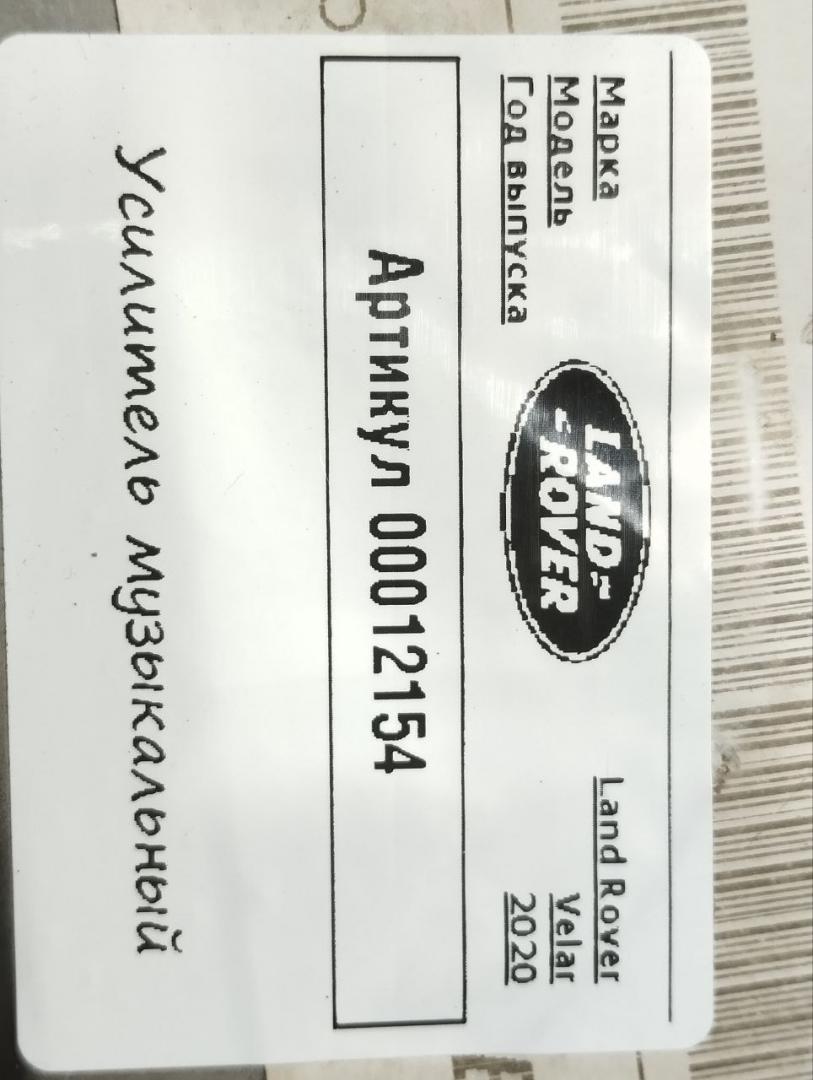 Марка Land Rover
Модель Velar
Год выпуска 2020
LAND
ROVER
Артикул 00012154
Усилитель музыкальный